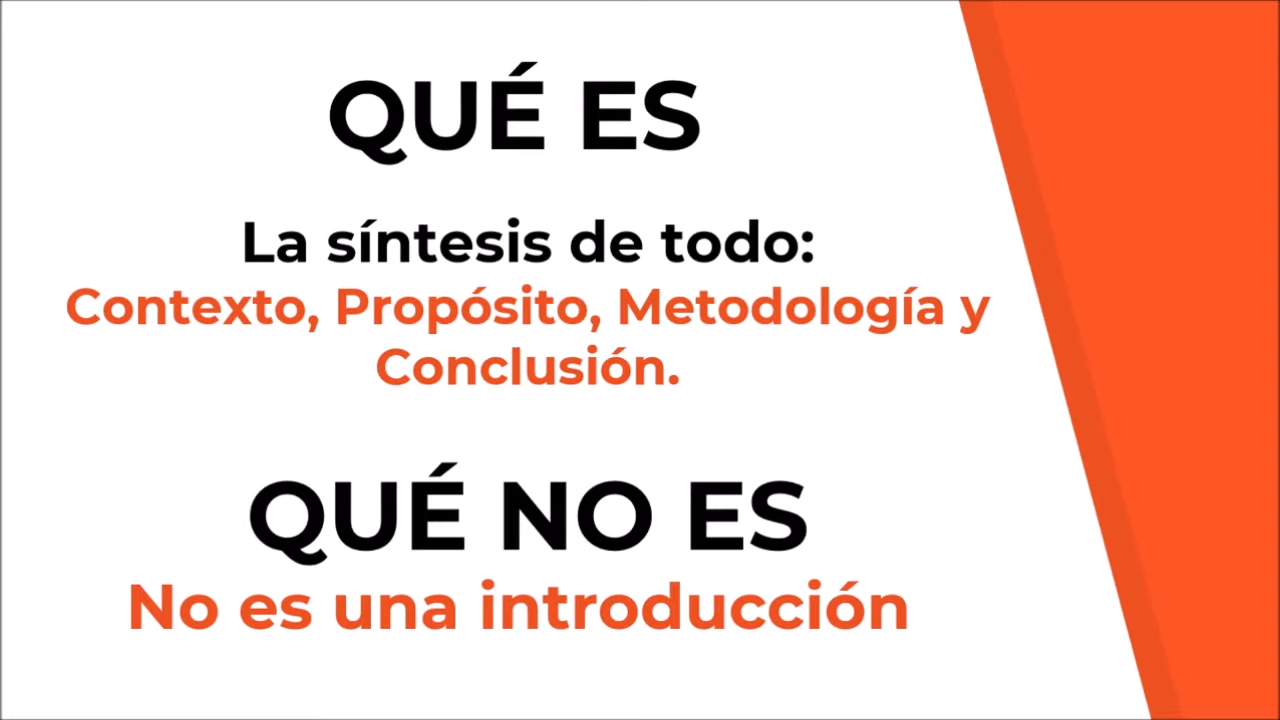 QUÉ ES
La síntesis de todo:
Contexto, Propósito, Metodología y
Conclusión.
QUÉ NO ES
No es una introducción